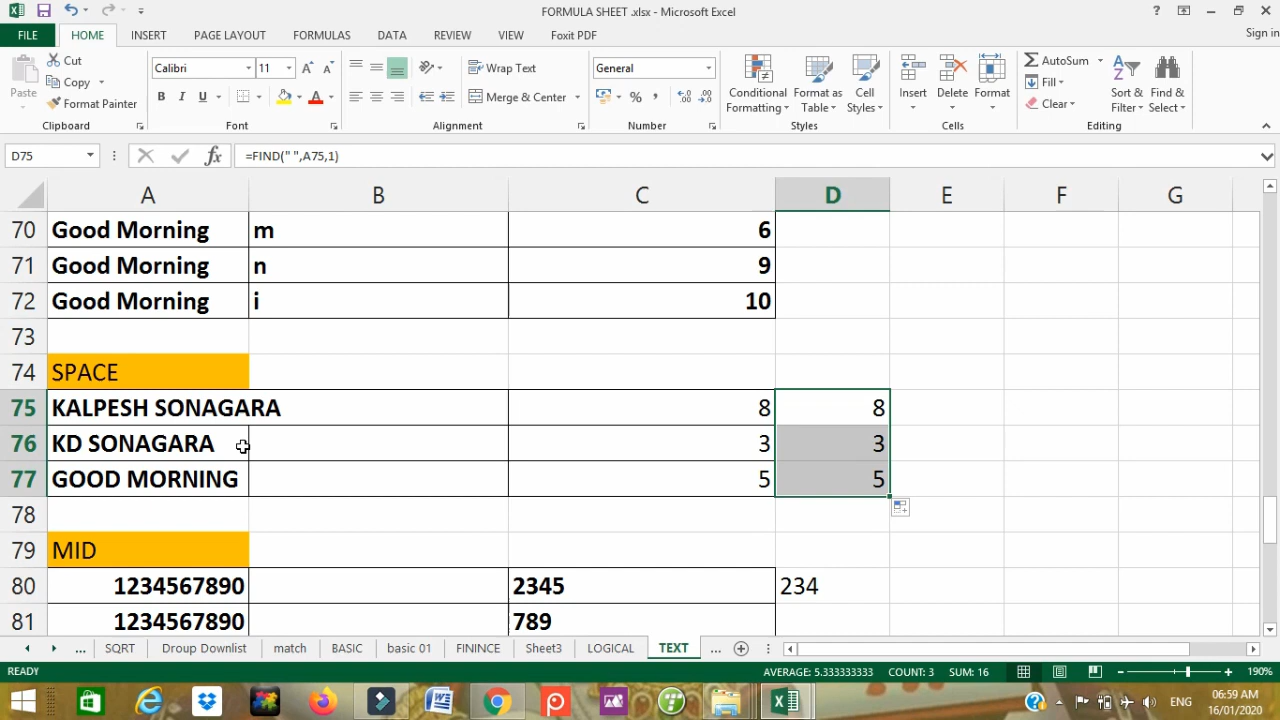 FORMULA SHEET .xlsx - Microsoft Excel
FILE HOME INSERT PAGE LAYOUT FORMULAS DATA REVIEW VIEW Foxit PDF Sign in
Paste Cut Copy Format Painter Clipboard
Calibri 11 B I U A Font
Wrap Text Merge & Center Alignment
General % Number
Conditional Formatting Format as Table Cell Styles Styles
Insert Delete Format Cells
AutoSum Fill Clear Sort & Filter Find & Select Editing
D75 fx =FIND(" ",A75,1)
A B C D E F G
70 Good Morning m 6
71 Good Morning n 9
72 Good Morning i 10
73
74 SPACE
75 KALPESH SONAGARA 8 8
76 KD SONAGARA 3 3
77 GOOD MORNING 5 5
78
79 MID
80 1234567890 2345 234
81 1234567890 789
... SQRT Droup Downlist match BASIC basic 01 FININCE Sheet3 LOGICAL TEXT ...
READY AVERAGE: 5.333333333 COUNT: 3 SUM: 16 190%
ENG 06:59 AM
16/01/2020